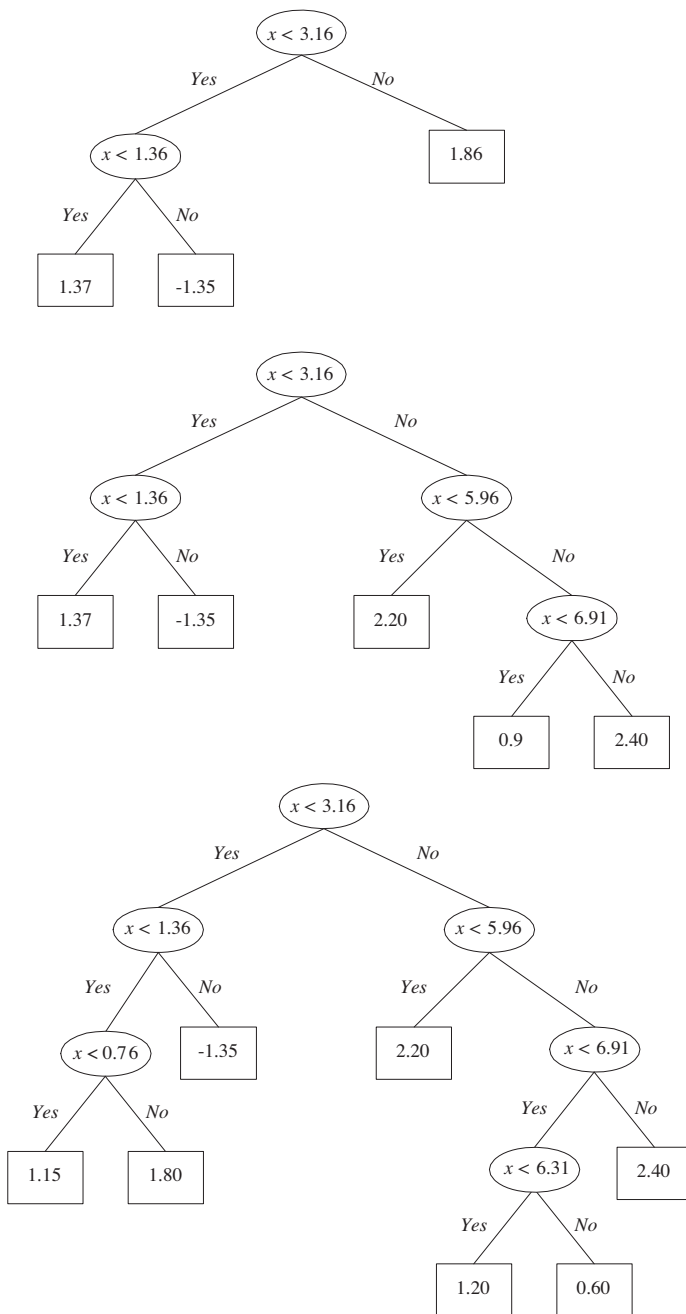 x < 3.16
Yes No
x < 1.36 1.86
Yes No
1.37 -1.35
x < 3.16
Yes No
x < 1.36 x < 5.96
Yes No Yes No
1.37 -1.35 2.20 x < 6.91
Yes No
0.9 2.40
x < 3.16
Yes No
x < 1.36 x < 5.96
Yes No Yes No
x < 0.76 -1.35 2.20 x < 6.91
Yes No Yes No
1.15 1.80 x < 6.31 2.40
Yes No
1.20 0.60